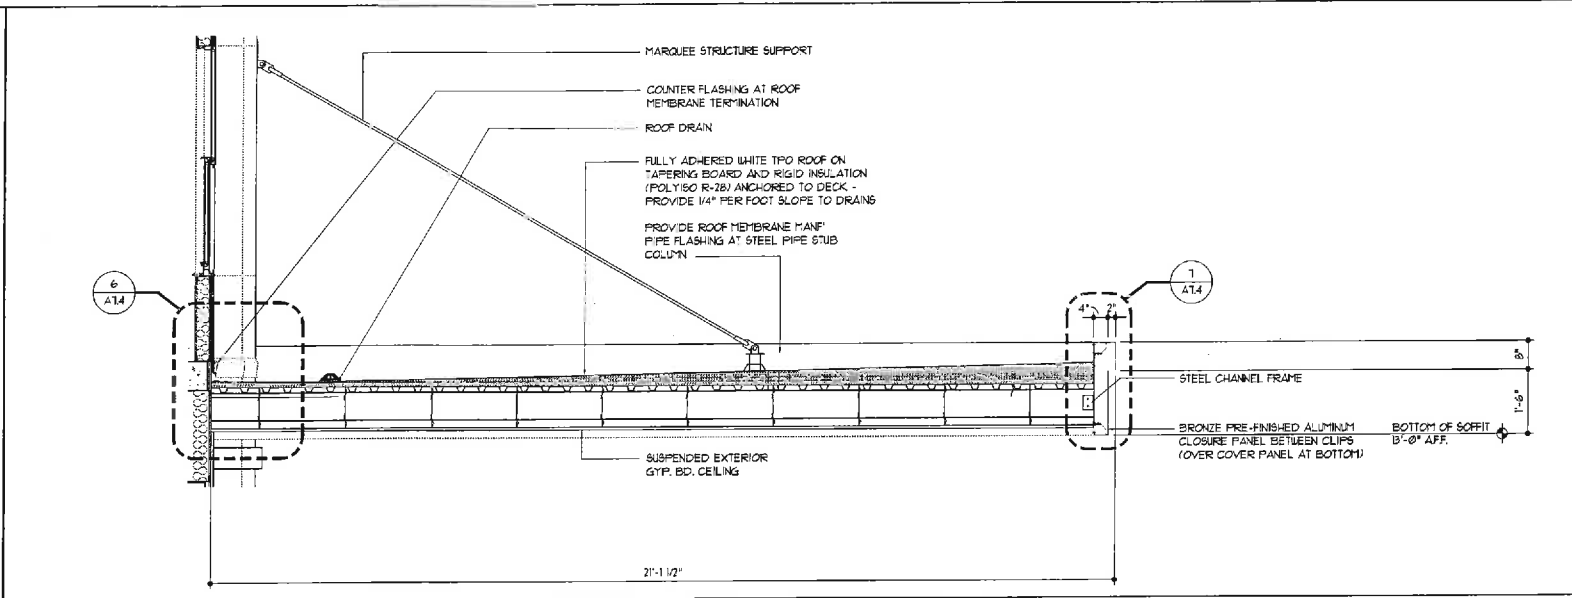 MARQUEE STRUCTURE SUPPORT
COUNTER FLASHING AT ROOF
MEMBRANE TERMINATION
ROOF DRAIN
FULLY ADHERED WHITE TPO ROOF ON
TAPERING BOARD AND RIGID INSULATION
(POLYISO R-28) ANCHORED TO DECK -
PROVIDE 1/4" PER FOOT SLOPE TO DRAINS
PROVIDE ROOF MEMBRANE MANF'
PIPE FLASHING AT STEEL PIPE STUB
COLUMN
6
A7.4
7
A7.4
4"
2"
8"
1'-6"
STEEL CHANNEL FRAME
BRONZE PRE-FINISHED ALUMINUM
CLOSURE PANEL BETWEEN CLIPS
(OVER COVER PANEL AT BOTTOM)
BOTTOM OF SOFFIT
13'-0" A.F.F.
SUSPENDED EXTERIOR
GYP. BD. CEILING
21'-1 1/2"